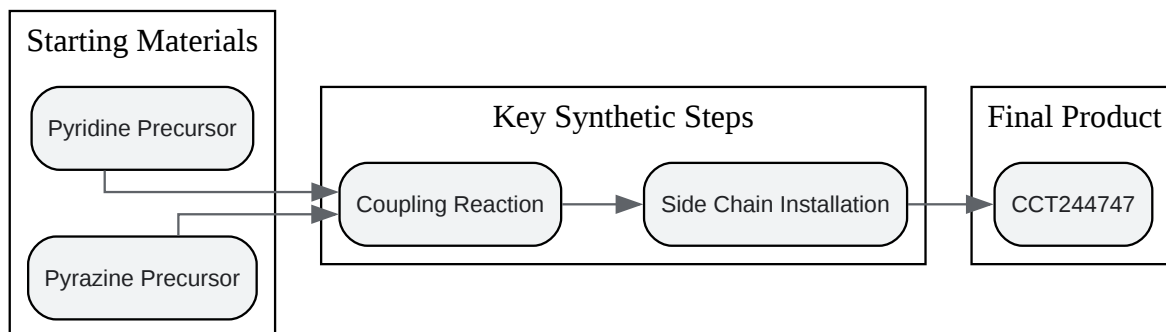 Starting Materials
Pyridine Precursor
Pyrazine Precursor
Key Synthetic Steps
Coupling Reaction
Side Chain Installation
Final Product
CCT244747